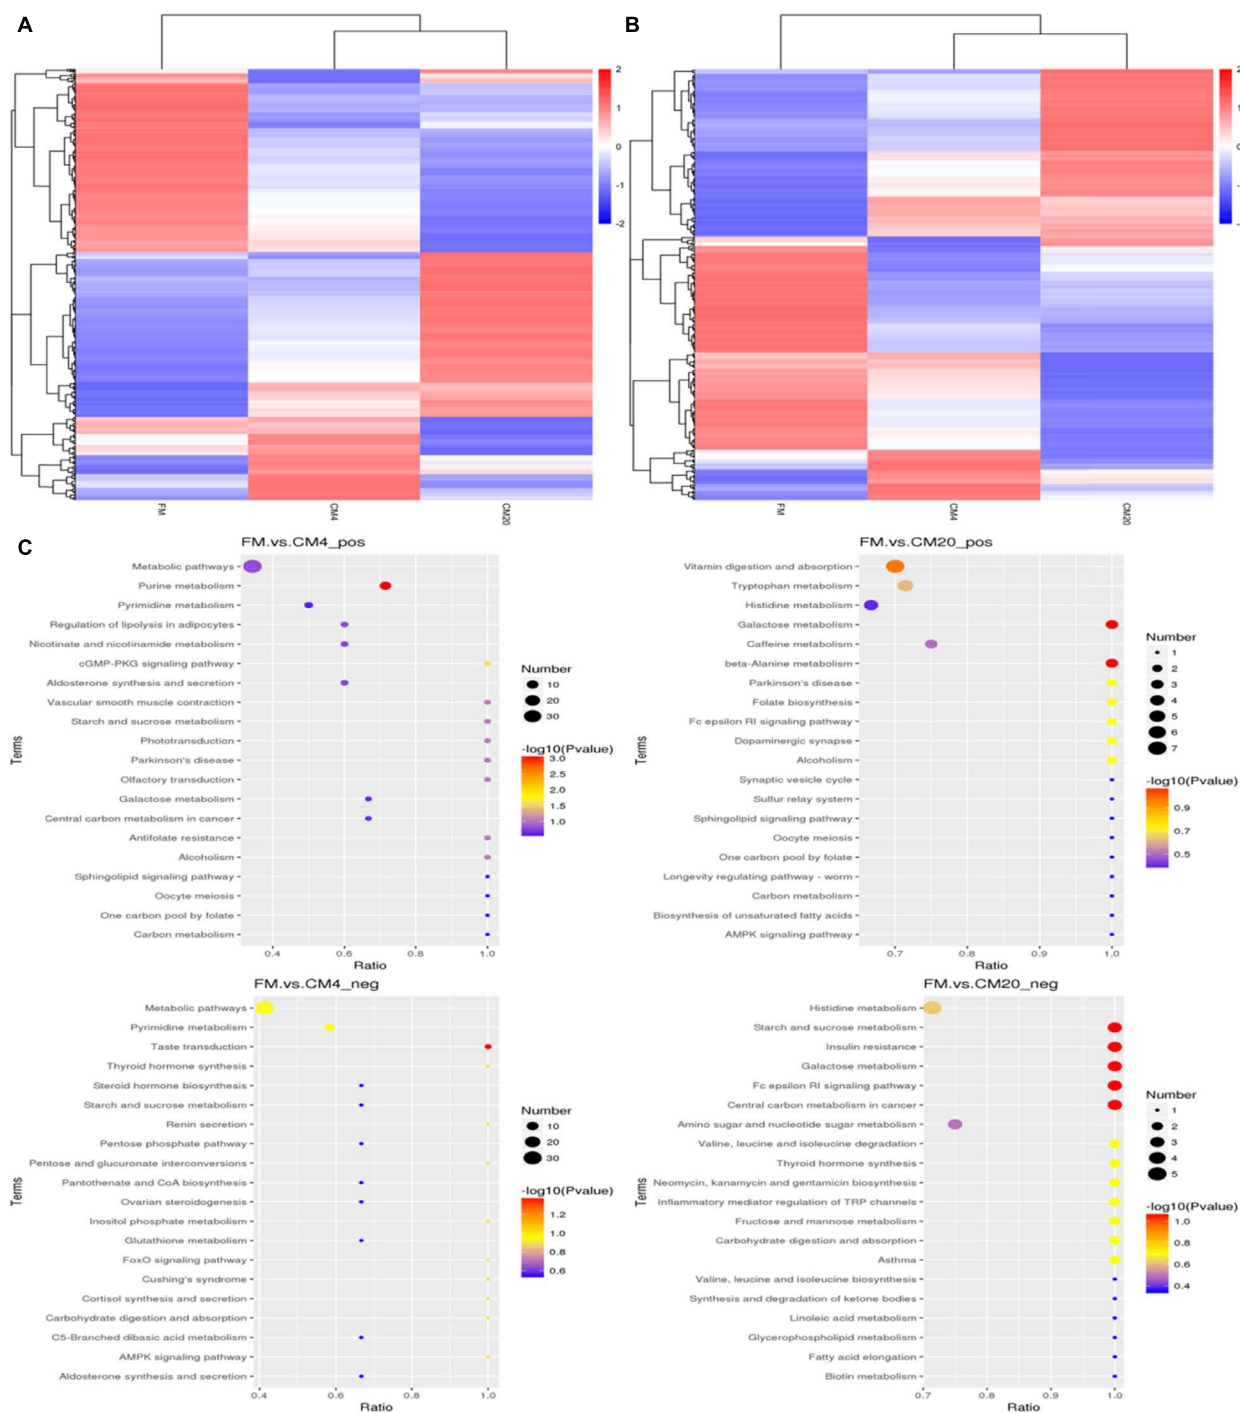 A
B
2
1
0
-1
-2
2
1
0
-1
FM
CM4
CM20
FM
CM4
CM20
C
FM.vs.CM4_pos
Terms
Metabolic pathways
Purine metabolism
Pyrimidine metabolism
Regulation of lipolysis in adipocytes
Nicotinate and nicotinamide metabolism
cGMP-PKG signaling pathway
Aldosterone synthesis and secretion
Vascular smooth muscle contraction
Starch and sucrose metabolism
Phototransduction
Parkinson's disease
Olfactory transduction
Galactose metabolism
Central carbon metabolism in cancer
Antifolate resistance
Alcoholism
Sphingolipid signaling pathway
Oocyte meiosis
One carbon pool by folate
Carbon metabolism
0.4 0.6 0.8 1.0
Ratio
Number
10
20
30
-log10(Pvalue)
3.0
2.5
2.0
1.5
1.0
FM.vs.CM20_pos
Terms
Vitamin digestion and absorption
Tryptophan metabolism
Histidine metabolism
Galactose metabolism
Caffeine metabolism
beta-Alanine metabolism
Parkinson's disease
Folate biosynthesis
Fc epsilon RI signaling pathway
Dopaminergic synapse
Alcoholism
Synaptic vesicle cycle
Sulfur relay system
Sphingolipid signaling pathway
Oocyte meiosis
One carbon pool by folate
Longevity regulating pathway - worm
Carbon metabolism
Biosynthesis of unsaturated fatty acids
AMPK signaling pathway
0.7 0.8 0.9 1.0
Ratio
Number
1
2
3
4
5
6
7
-log10(Pvalue)
0.9
0.7
0.5
FM.vs.CM4_neg
Terms
Metabolic pathways
Pyrimidine metabolism
Taste transduction
Thyroid hormone synthesis
Steroid hormone biosynthesis
Starch and sucrose metabolism
Renin secretion
Pentose phosphate pathway
Pentose and glucuronate interconversions
Pantothenate and CoA biosynthesis
Ovarian steroidogenesis
Inositol phosphate metabolism
Glutathione metabolism
FoxO signaling pathway
Cushing's syndrome
Cortisol synthesis and secretion
Carbohydrate digestion and absorption
C5-Branched dibasic acid metabolism
AMPK signaling pathway
Aldosterone synthesis and secretion
0.4 0.6 0.8 1.0
Ratio
Number
10
20
30
-log10(Pvalue)
1.2
1.0
0.8
0.6
FM.vs.CM20_neg
Terms
Histidine metabolism
Starch and sucrose metabolism
Insulin resistance
Galactose metabolism
Fc epsilon RI signaling pathway
Central carbon metabolism in cancer
Amino sugar and nucleotide sugar metabolism
Valine, leucine and isoleucine degradation
Thyroid hormone synthesis
Neomycin, kanamycin and gentamicin biosynthesis
Inflammatory mediator regulation of TRP channels
Fructose and mannose metabolism
Carbohydrate digestion and absorption
Asthma
Valine, leucine and isoleucine biosynthesis
Synthesis and degradation of ketone bodies
Linoleic acid metabolism
Glycerophospholipid metabolism
Fatty acid elongation
Biotin metabolism
0.7 0.8 0.9 1.0
Ratio
Number
1
2
3
4
5
-log10(Pvalue)
1.0
0.8
0.6
0.4